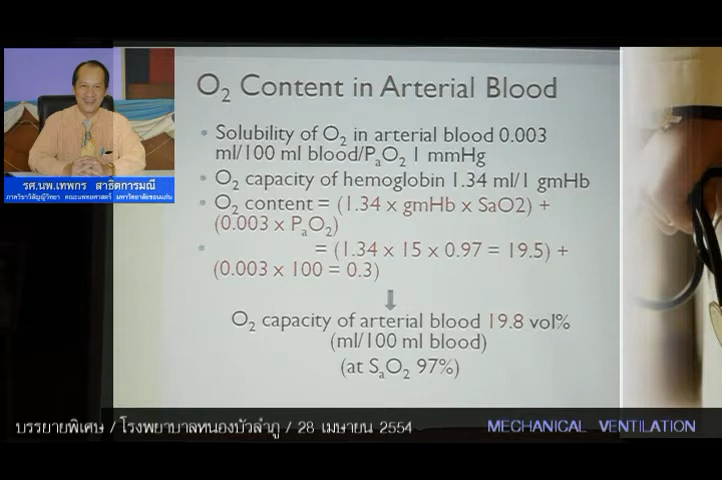 O2 Content in Arterial Blood
• Solubility of O2 in arterial blood 0.003
ml/100 ml blood/PaO2 1 mmHg
• O2 capacity of hemoglobin 1.34 ml/1 gmHb
• O2 content = (1.34 x gmHb x SaO2) +
(0.003 x PaO2)
• = (1.34 x 15 x 0.97 = 19.5) +
(0.003 x 100 = 0.3)
O2 capacity of arterial blood 19.8 vol%
(ml/100 ml blood)
(at SaO2 97%)
รศ.นพ.เทพกร สาธิตการมณี
ภาควิชาวิสัญญีวิทยา คณะแพทยศาสตร์ มหาวิทยาลัยขอนแก่น
บรรยายพิเศษ / โรงพยาบาลหนองบัวลำภู / 28 เมษายน 2554
MECHANICAL VENTILATION